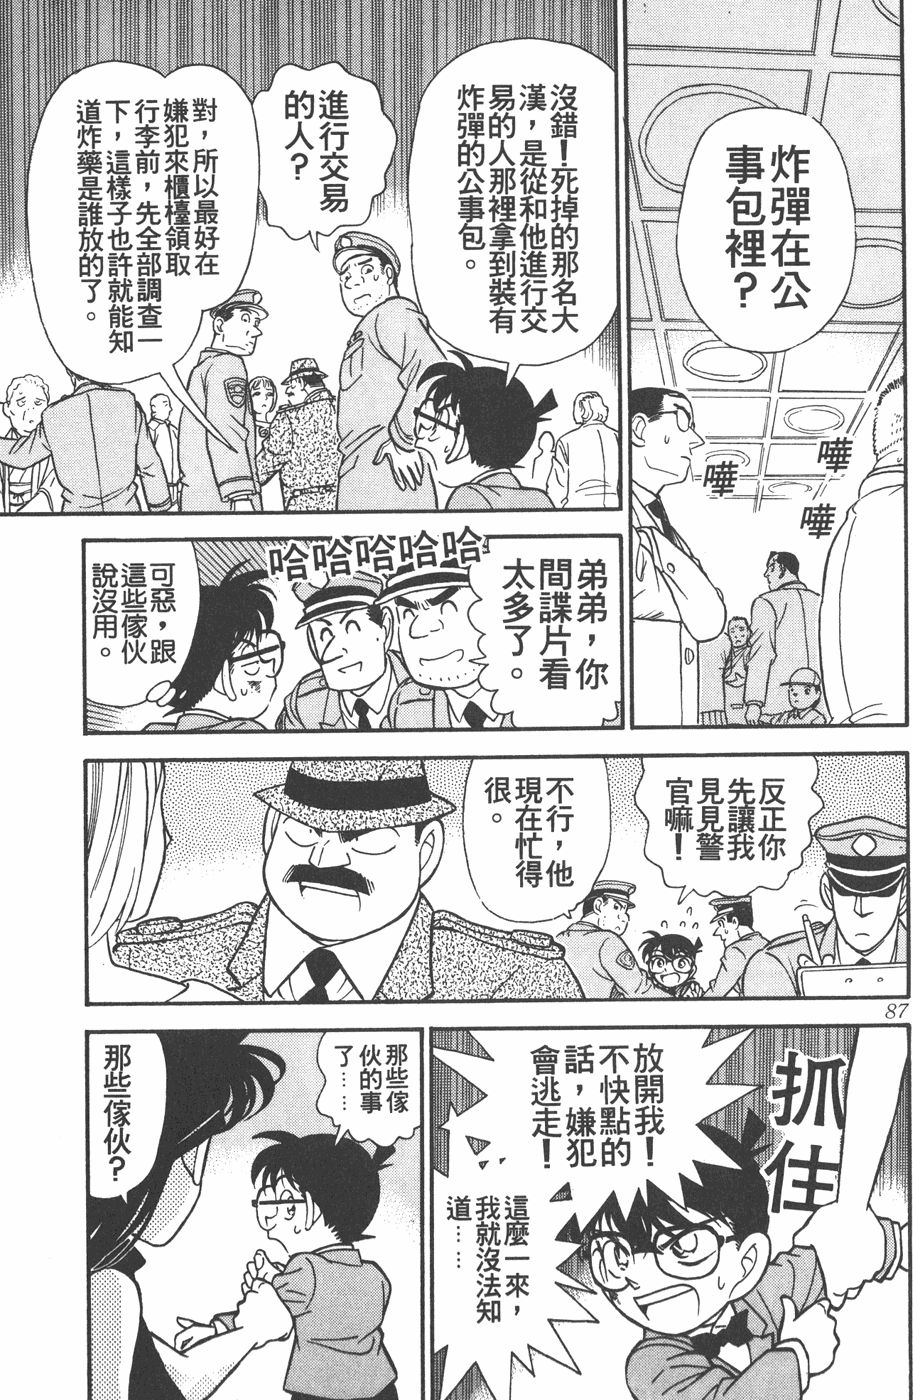 炸彈在公
事包裡？
嘩
嘩
嘩
沒錯！死掉的那名大
漢，是從和他進行交
易的人那裡拿到裝有
炸彈的公事包。
進行交易
的人？
對，所以最好在
嫌犯來櫃檯領取
行李前，先全部調查一
下，這樣子也許就能知
道炸藥是誰放的了。
弟弟，你
間諜片看
太多了。
哈哈哈哈哈
可惡，跟
這些傢伙
說沒用。
反正你
先讓我
見見警
官嘛！
不行，他
現在忙得
很。
87
抓住
放開我！
不快點的
話，嫌犯
會逃走！
這麼一來，
我就沒法知
道……
那些傢
伙的事
了……
那些傢伙？